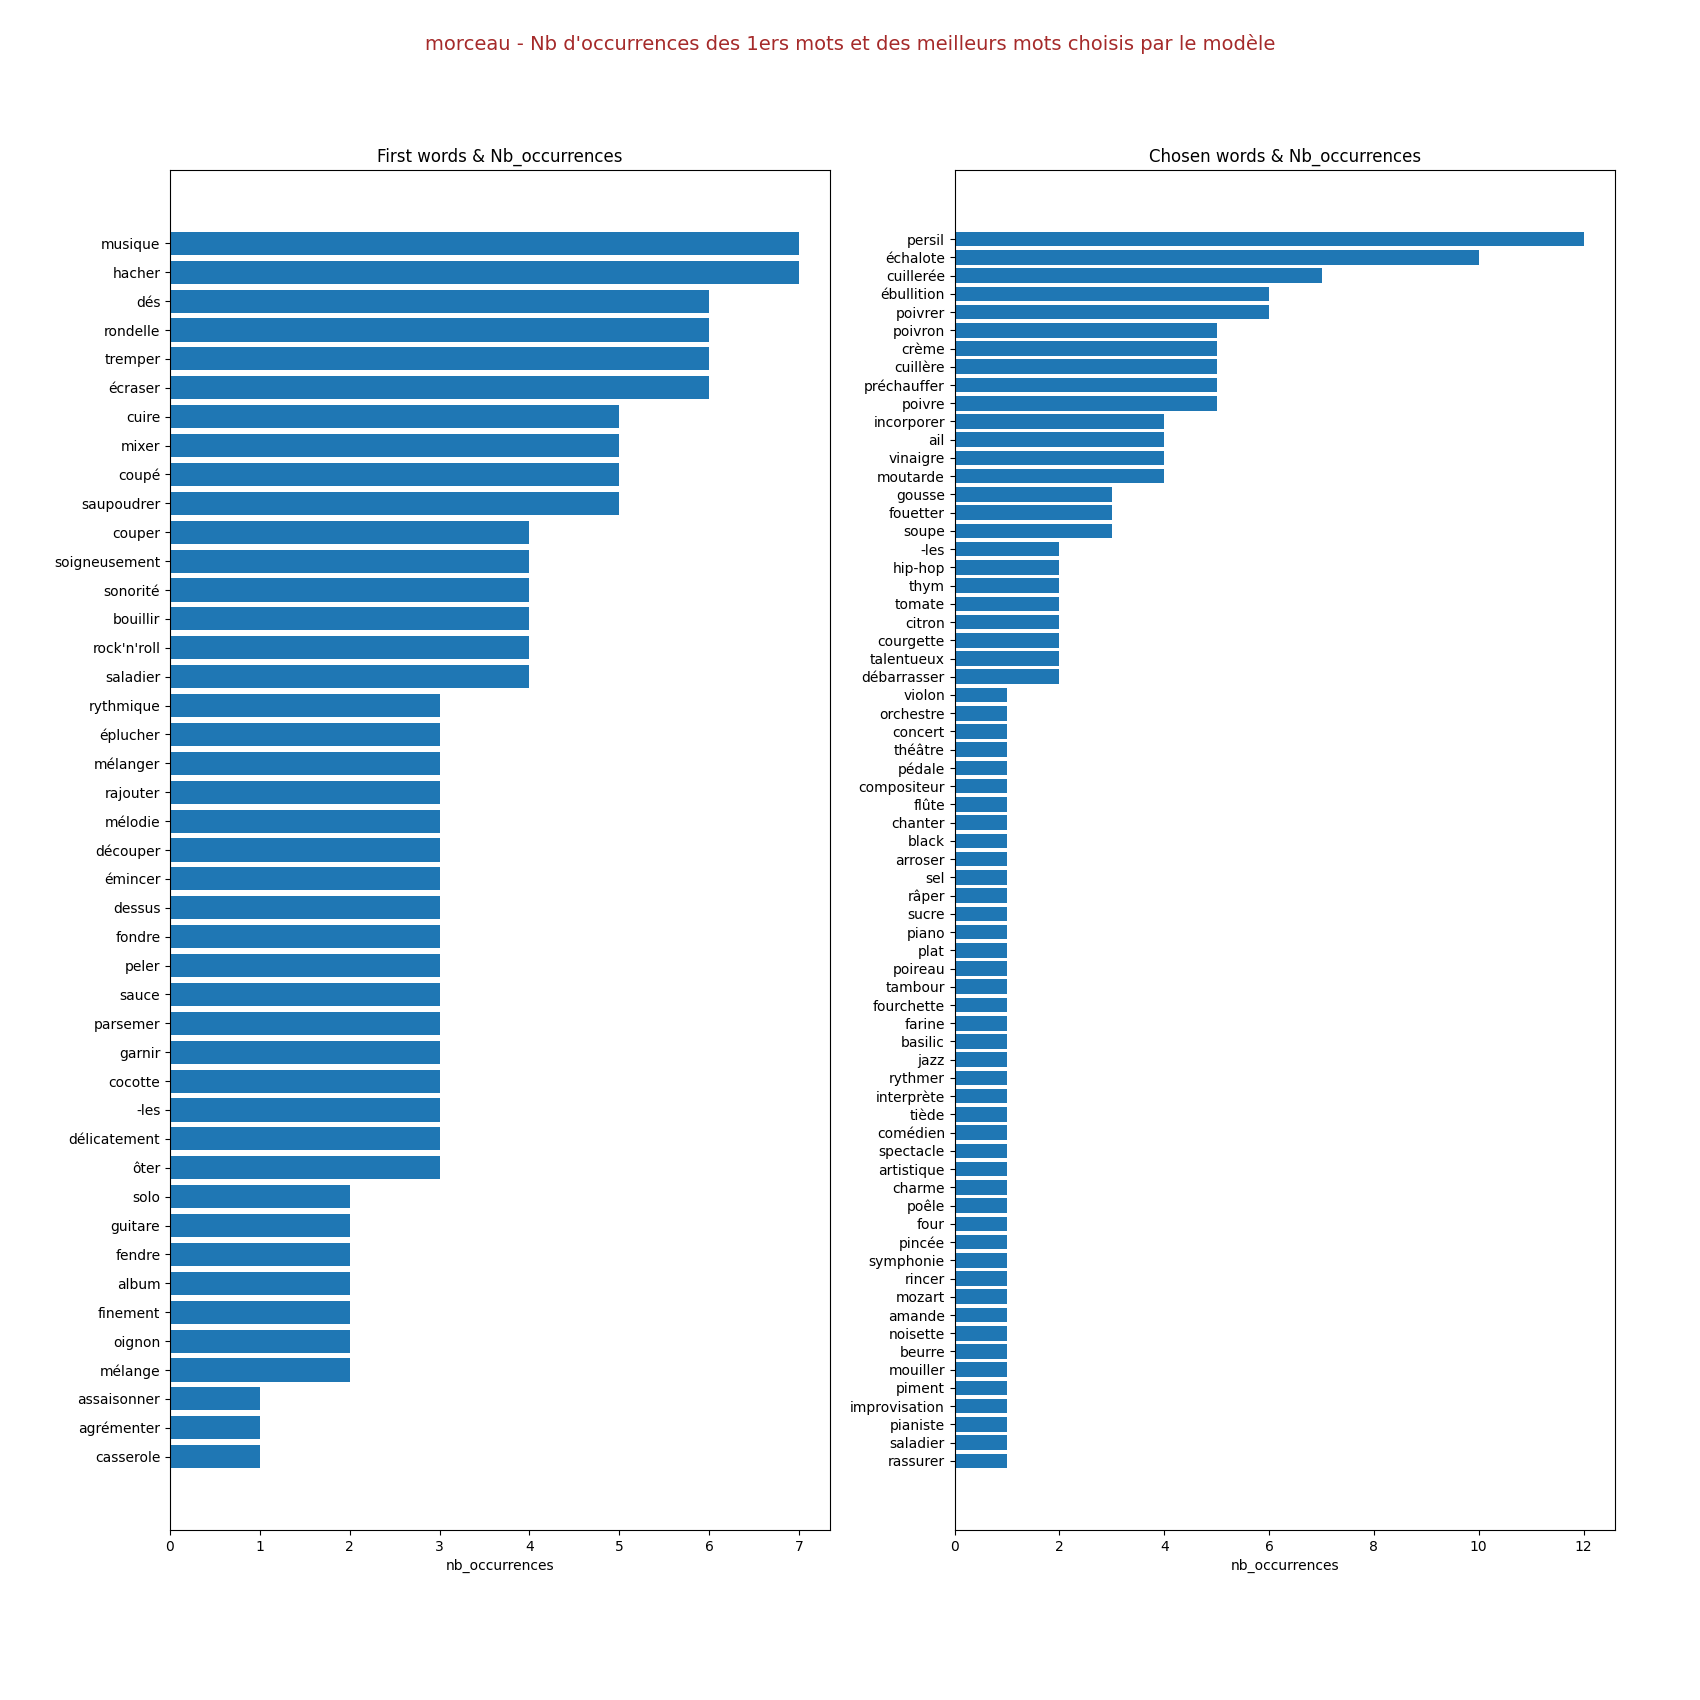 morceau - Nb d'occurrences des 1ers mots et des meilleurs mots choisis par le modèle
First words & Nb_occurrences
musique
hacher
dés
rondelle
tremper
écraser
cuire
mixer
coupé
saupoudrer
couper
soigneusement
sonorité
bouillir
rock'n'roll
saladier
rythmique
éplucher
mélanger
rajouter
mélodie
découper
émincer
dessus
fondre
peler
sauce
parsemer
garnir
cocotte
-les
délicatement
ôter
solo
guitare
fendre
album
finement
oignon
mélange
assaisonner
agrémenter
casserole
0 1 2 3 4 5 6 7
nb_occurrences
Chosen words & Nb_occurrences
persil
échalote
cuillerée
ébullition
poivrer
poivron
crème
cuillère
préchauffer
poivre
incorporer
ail
vinaigre
moutarde
gousse
fouetter
soupe
-les
hip-hop
thym
tomate
citron
courgette
talentueux
débarrasser
violon
orchestre
concert
théâtre
pédale
compositeur
flûte
chanter
black
arroser
sel
râper
sucre
piano
plat
poireau
tambour
fourchette
farine
basilic
jazz
rythmer
interprète
tiède
comédien
spectacle
artistique
charme
poêle
four
pincée
symphonie
rincer
mozart
amande
noisette
beurre
mouiller
piment
improvisation
pianiste
saladier
rassurer
0 2 4 6 8 10 12
nb_occurrences